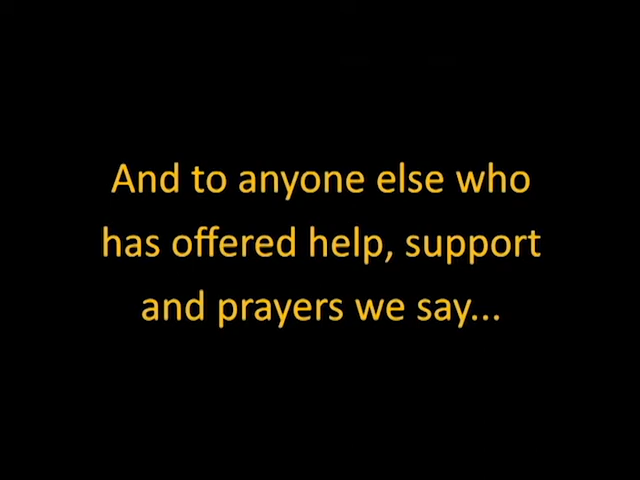 And to anyone else who
has offered help, support
and prayers we say...